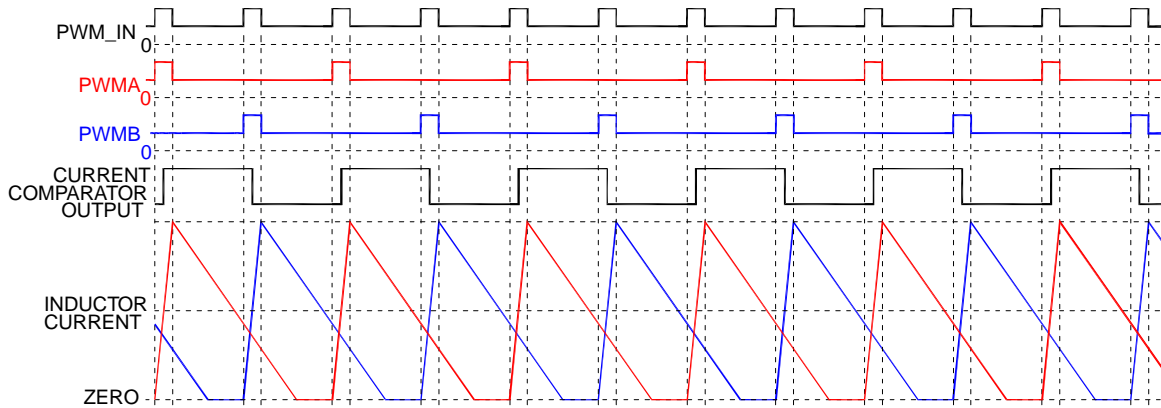 PWM_IN
0
PWMA
0
PWMB
0
CURRENT
COMPARATOR
OUTPUT
INDUCTOR
CURRENT
ZERO